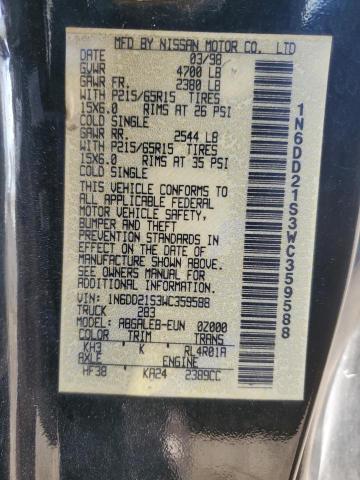 MFD BY NISSAN MOTOR CO., LTD
DATE 03/98
GVWR 4700 LB
GAWR FR. 2380 LB
WITH P215/65R15 TIRES
15X6.0 RIMS AT 26 PSI
COLD SINGLE
GAWR RR. 2544 LB
WITH P215/65R15 TIRES
15X6.0 RIMS AT 35 PSI
COLD SINGLE
THIS VEHICLE CONFORMS TO
ALL APPLICABLE FEDERAL
MOTOR VEHICLE SAFETY,
BUMPER AND THEFT
PREVENTION STANDARDS IN
EFFECT ON THE DATE OF
MANUFACTURE SHOWN ABOVE.
SEE OWNERS MANUAL FOR
ADDITIONAL INFORMATION.
VIN: 1N6DD21S3WC359588
TRUCK 283
MODEL: ABGALEB-EUN 0Z000
COLOR TRIM TRANS
KH3 K RL4R01A
AXLE ENGINE
HF38 KA24 2389CC
1N6DD21S3WC359588